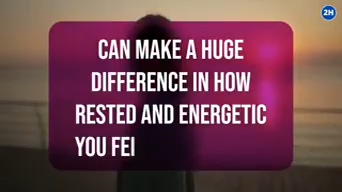 2H
CAN MAKE A HUGE
DIFFERENCE IN HOW
RESTED AND ENERGETIC
YOU FEI